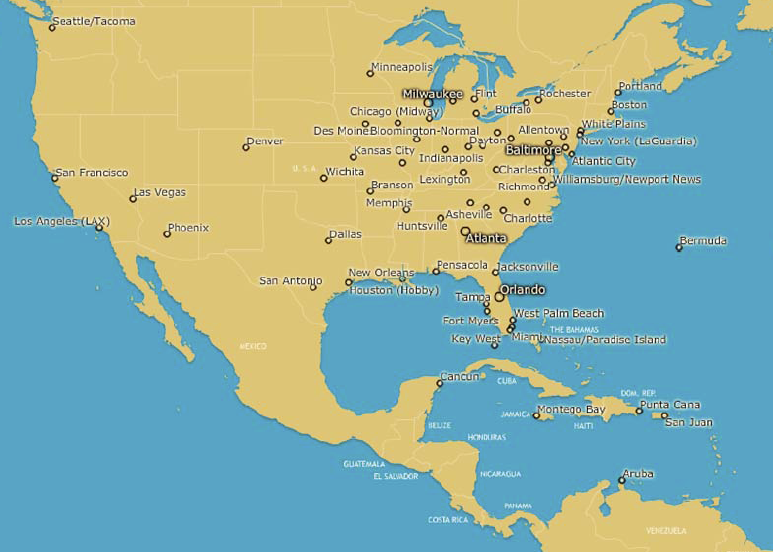 Seattle/Tacoma
Minneapolis
Portland
Milwaukee
Flint
Rochester
Chicago (Midway)
Buffalo
Boston
Des Moine
Bloomington-Normal
Allentown
White Plains
Denver
Kansas City
Dayton
New York (LaGuardia)
Indianapolis
Baltimore
Atlantic City
San Francisco
U. S. A.
Wichita
Lexington
Charleston
Williamsburg/Newport News
Las Vegas
Branson
Richmond
Memphis
Asheville
Charlotte
Los Angeles (LAX)
Phoenix
Huntsville
Dallas
Atlanta
Bermuda
San Antonio
New Orleans
Pensacola
Jacksonville
Houston (Hobby)
Orlando
Tampa
Fort Myers
West Palm Beach
THE BAHAMAS
MEXICO
Key West
Miami
Nassau/Paradise Island
Cancun
CUBA
DOM. REP.
Montego Bay
Punta Cana
JAMAICA
HAITI
San Juan
BELIZE
HONDURAS
GUATEMALA
EL SALVADOR
NICARAGUA
Aruba
PANAMA
COSTA RICA
VENEZUELA